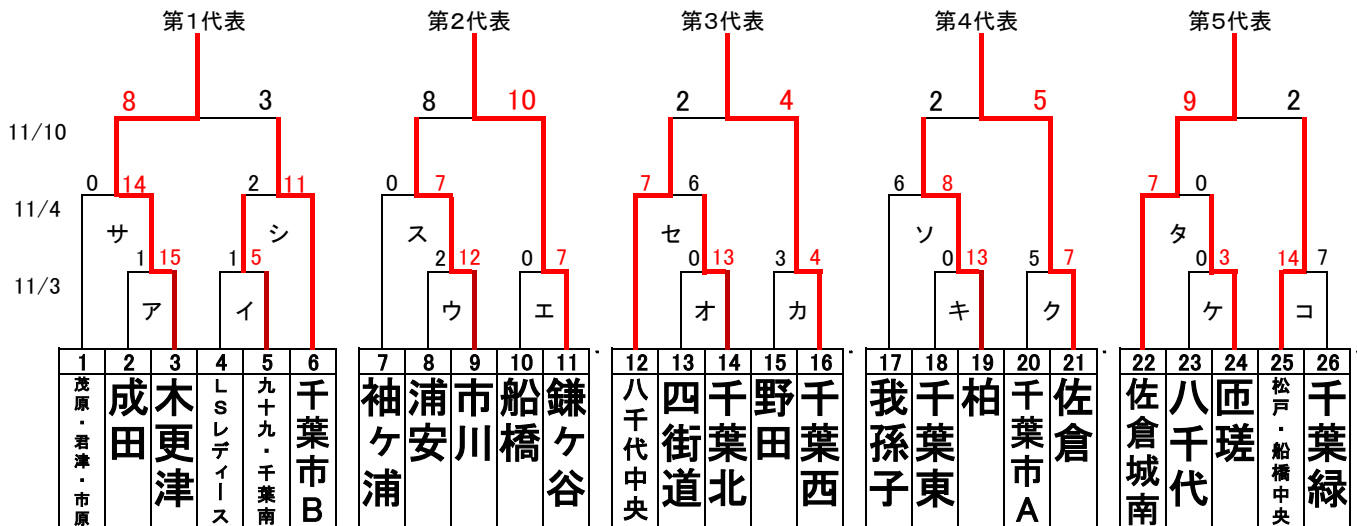 第1代表 第2代表 第3代表 第4代表 第5代表
8 3 8 10 2 4 2 5 9 2
11/10
0 14 2 11 0 7 7 6 6 8 7 0
11/4
サ シ ス セ ソ タ
1 15 1 5 2 12 0 7 0 13 3 4 0 13 5 7 0 3 14 7
11/3
ア イ ウ エ オ カ キ ク ケ コ
1 2 3 4 5 6 7 8 9 10 11 12 13 14 15 16 17 18 19 20 21 22 23 24 25 26
茂原・君津・市原
成田
木更津
LSレディース
九十九・千葉南
千葉市B
袖ヶ浦
浦安
市川
船橋
鎌ヶ谷
八千代中央
四街道
千葉北
野田
千葉西
我孫子
千葉東
柏
千葉市A
佐倉
佐倉城南
八千代
匝瑳
松戸・船橋中央
千葉緑